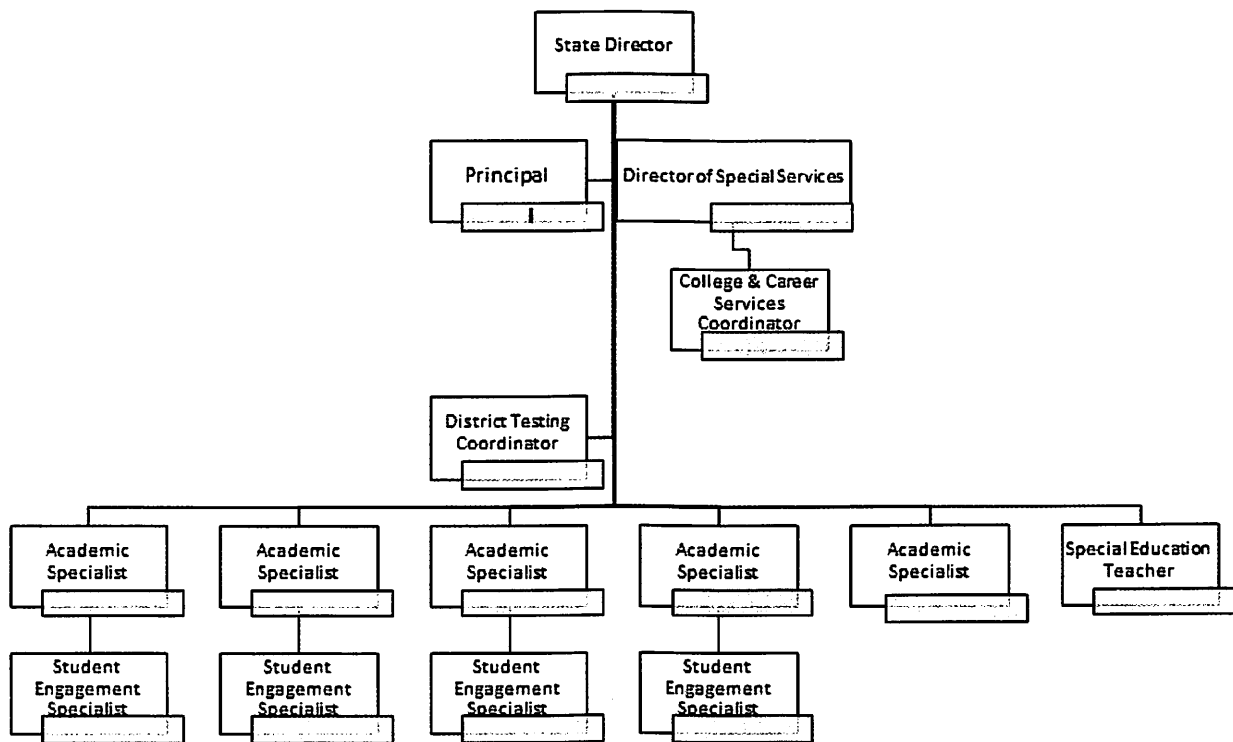 State Director
Principal
Director of Special Services
College & Career
Services
Coordinator
District Testing
Coordinator
Academic
Specialist
Academic
Specialist
Academic
Specialist
Academic
Specialist
Academic
Specialist
Special Education
Teacher
Student
Engagement
Specialist
Student
Engagement
Specialist
Student
Engagement
Specialist
Student
Engagement
Specialist